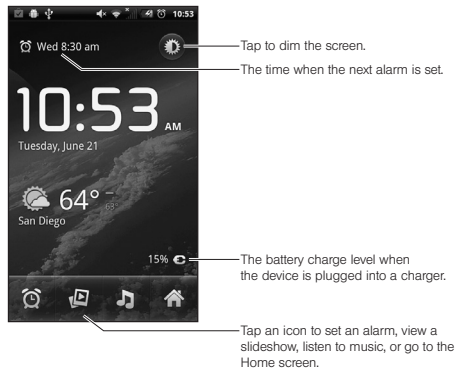 10:53
Wed 8:30 am
Tap to dim the screen.
The time when the next alarm is set.
10:53 AM
Tuesday, June 21
64°
San Diego
15%
The battery charge level when
the device is plugged into a charger.
Tap an icon to set an alarm, view a
slideshow, listen to music, or go to the
Home screen.